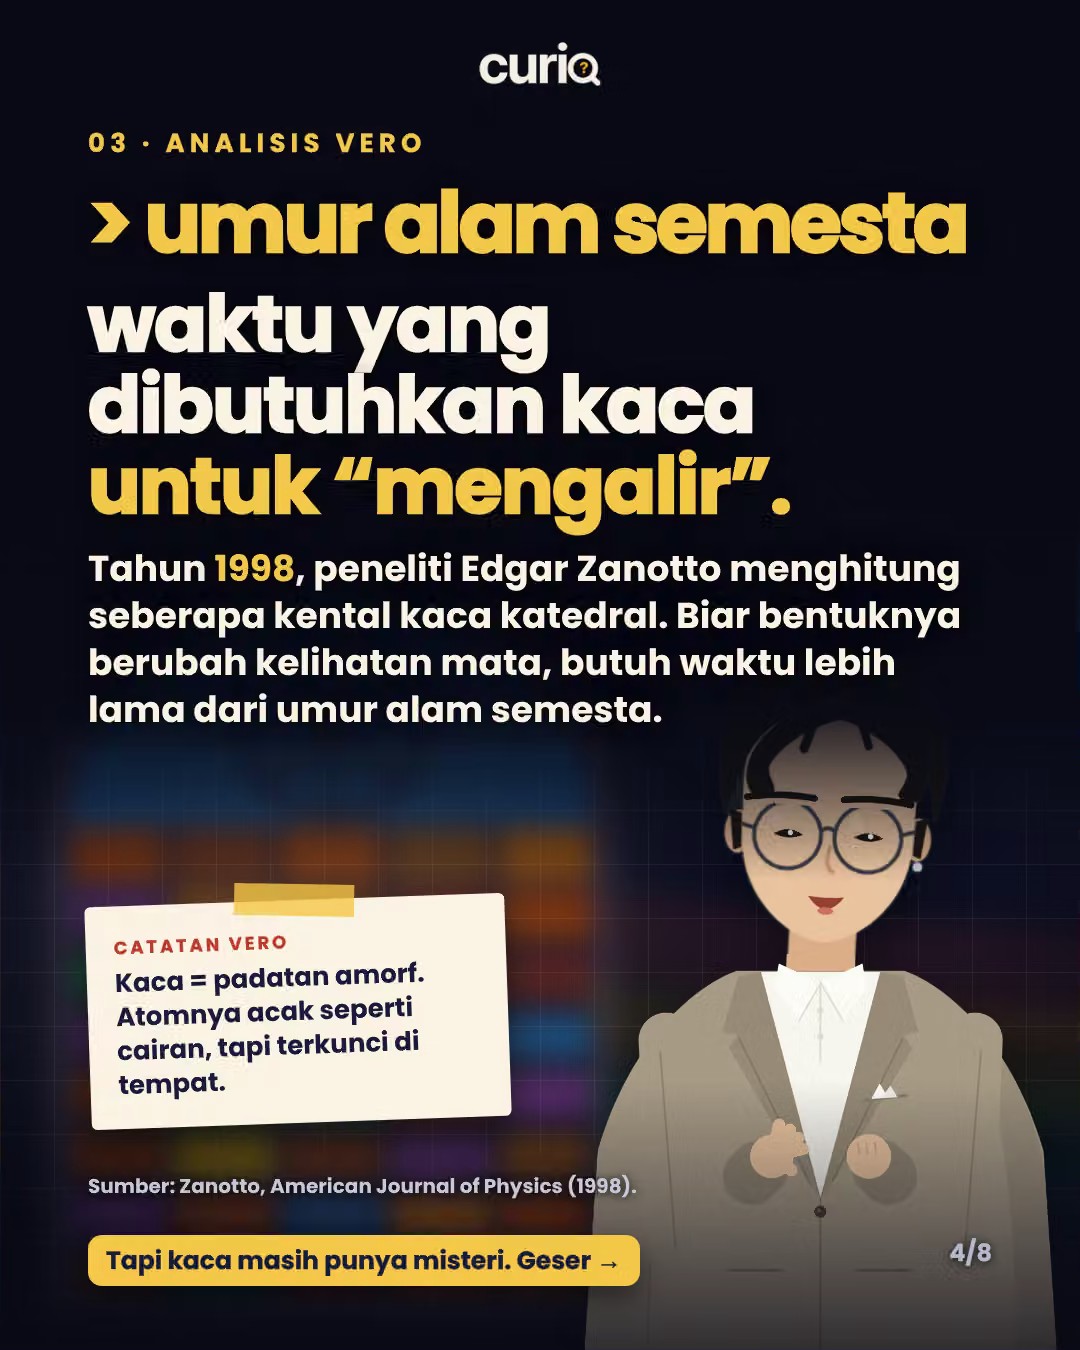 curio
03 · ANALISIS VERO
> umur alam semesta
waktu yang
dibutuhkan kaca
untuk “mengalir”.
Tahun 1998, peneliti Edgar Zanotto menghitung
seberapa kental kaca katedral. Biar bentuknya
berubah kelihatan mata, butuh waktu lebih
lama dari umur alam semesta.
CATATAN VERO
Kaca = padatan amorf.
Atomnya acak seperti
cairan, tapi terkunci di
tempat.
Sumber: Zanotto, American Journal of Physics (1998).
Tapi kaca masih punya misteri. Geser →
4/8